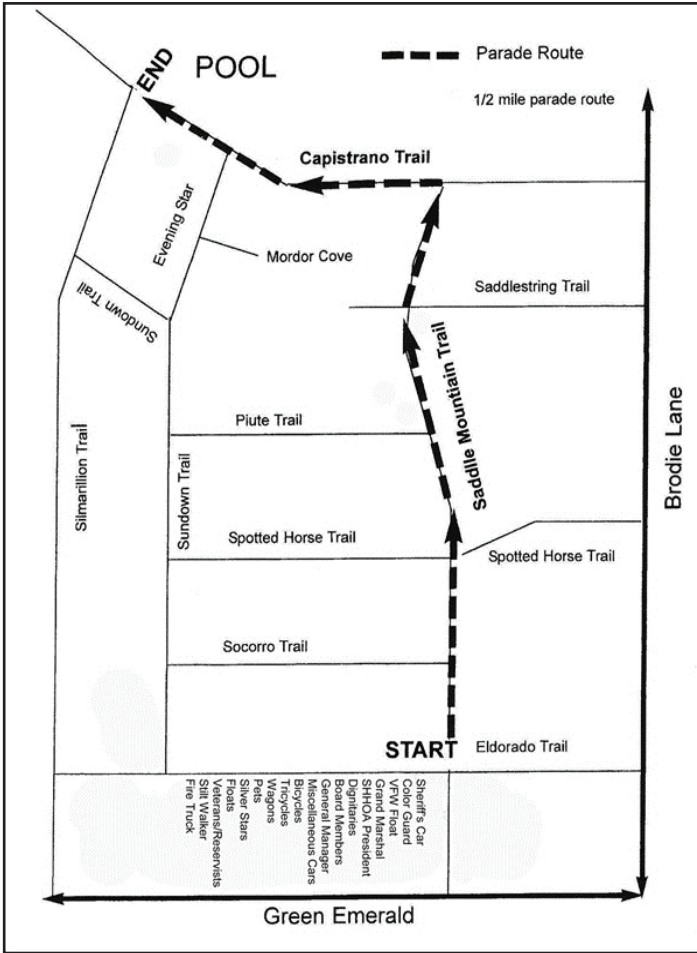 END
POOL
Parade Route
1/2 mile parade route
Capistrano Trail
Evening Star
Mordor Cove
Saddlestring Trail
Sundown Trail
Saddle Mountiain Trail
Brodie Lane
Piute Trail
Silmarillion Trail
Sundown Trail
Spotted Horse Trail
Spotted Horse Trail
Socorro Trail
START
Eldorado Trail
Sheriff's Car
Color Guard
VFW Float
Grand Marshal
SHHOA President
Dignitaries
Board Members
General Manager
Miscellaneous Cars
Bicycles
Tricycles
Wagons
Pets
Silver Stars
Floats
Veterans/Reservists
Stilt Walker
Fire Truck
Green Emerald